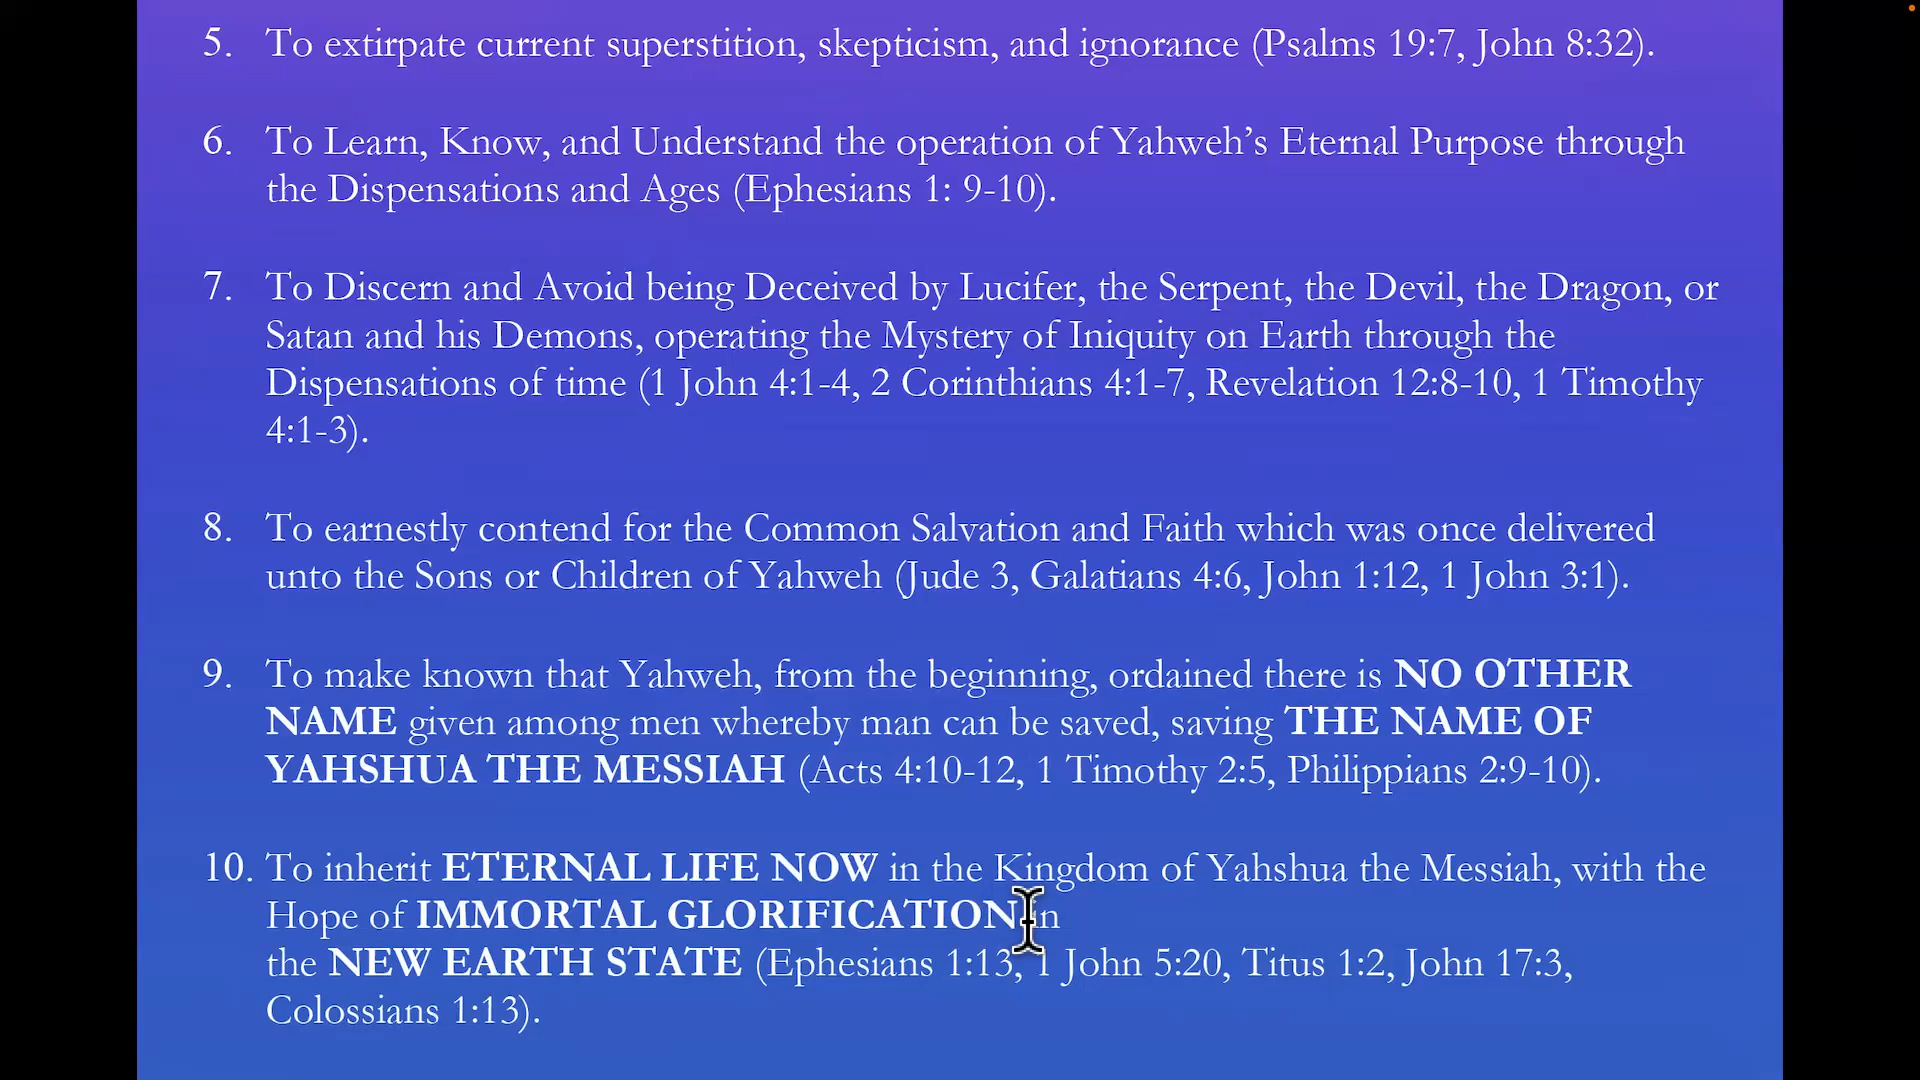 5. To extirpate current superstition, skepticism, and ignorance (Psalms 19:7, John 8:32).
6. To Learn, Know, and Understand the operation of Yahweh’s Eternal Purpose through
the Dispensations and Ages (Ephesians 1: 9-10).
7. To Discern and Avoid being Deceived by Lucifer, the Serpent, the Devil, the Dragon, or
Satan and his Demons, operating the Mystery of Iniquity on Earth through the
Dispensations of time (1 John 4:1-4, 2 Corinthians 4:1-7, Revelation 12:8-10, 1 Timothy
4:1-3).
8. To earnestly contend for the Common Salvation and Faith which was once delivered
unto the Sons or Children of Yahweh (Jude 3, Galatians 4:6, John 1:12, 1 John 3:1).
9. To make known that Yahweh, from the beginning, ordained there is NO OTHER
NAME given among men whereby man can be saved, saving THE NAME OF
YAHSHUA THE MESSIAH (Acts 4:10-12, 1 Timothy 2:5, Philippians 2:9-10).
10. To inherit ETERNAL LIFE NOW in the Kingdom of Yahshua the Messiah, with the
Hope of IMMORTAL GLORIFICATION in
the NEW EARTH STATE (Ephesians 1:13, 1 John 5:20, Titus 1:2, John 17:3,
Colossians 1:13).